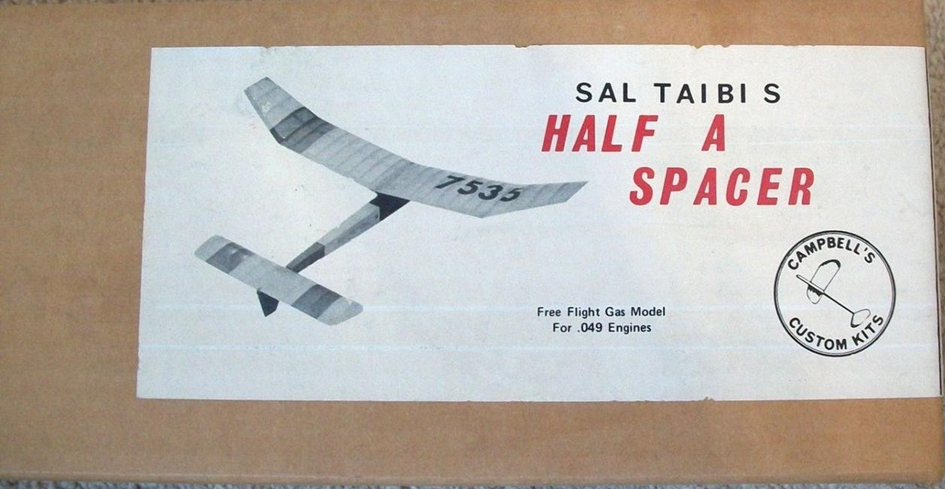 SAL TAIBI S
HALF A
SPACER
7535
Free Flight Gas Model
For .049 Engines
CAMPBELL'S
CUSTOM KITS